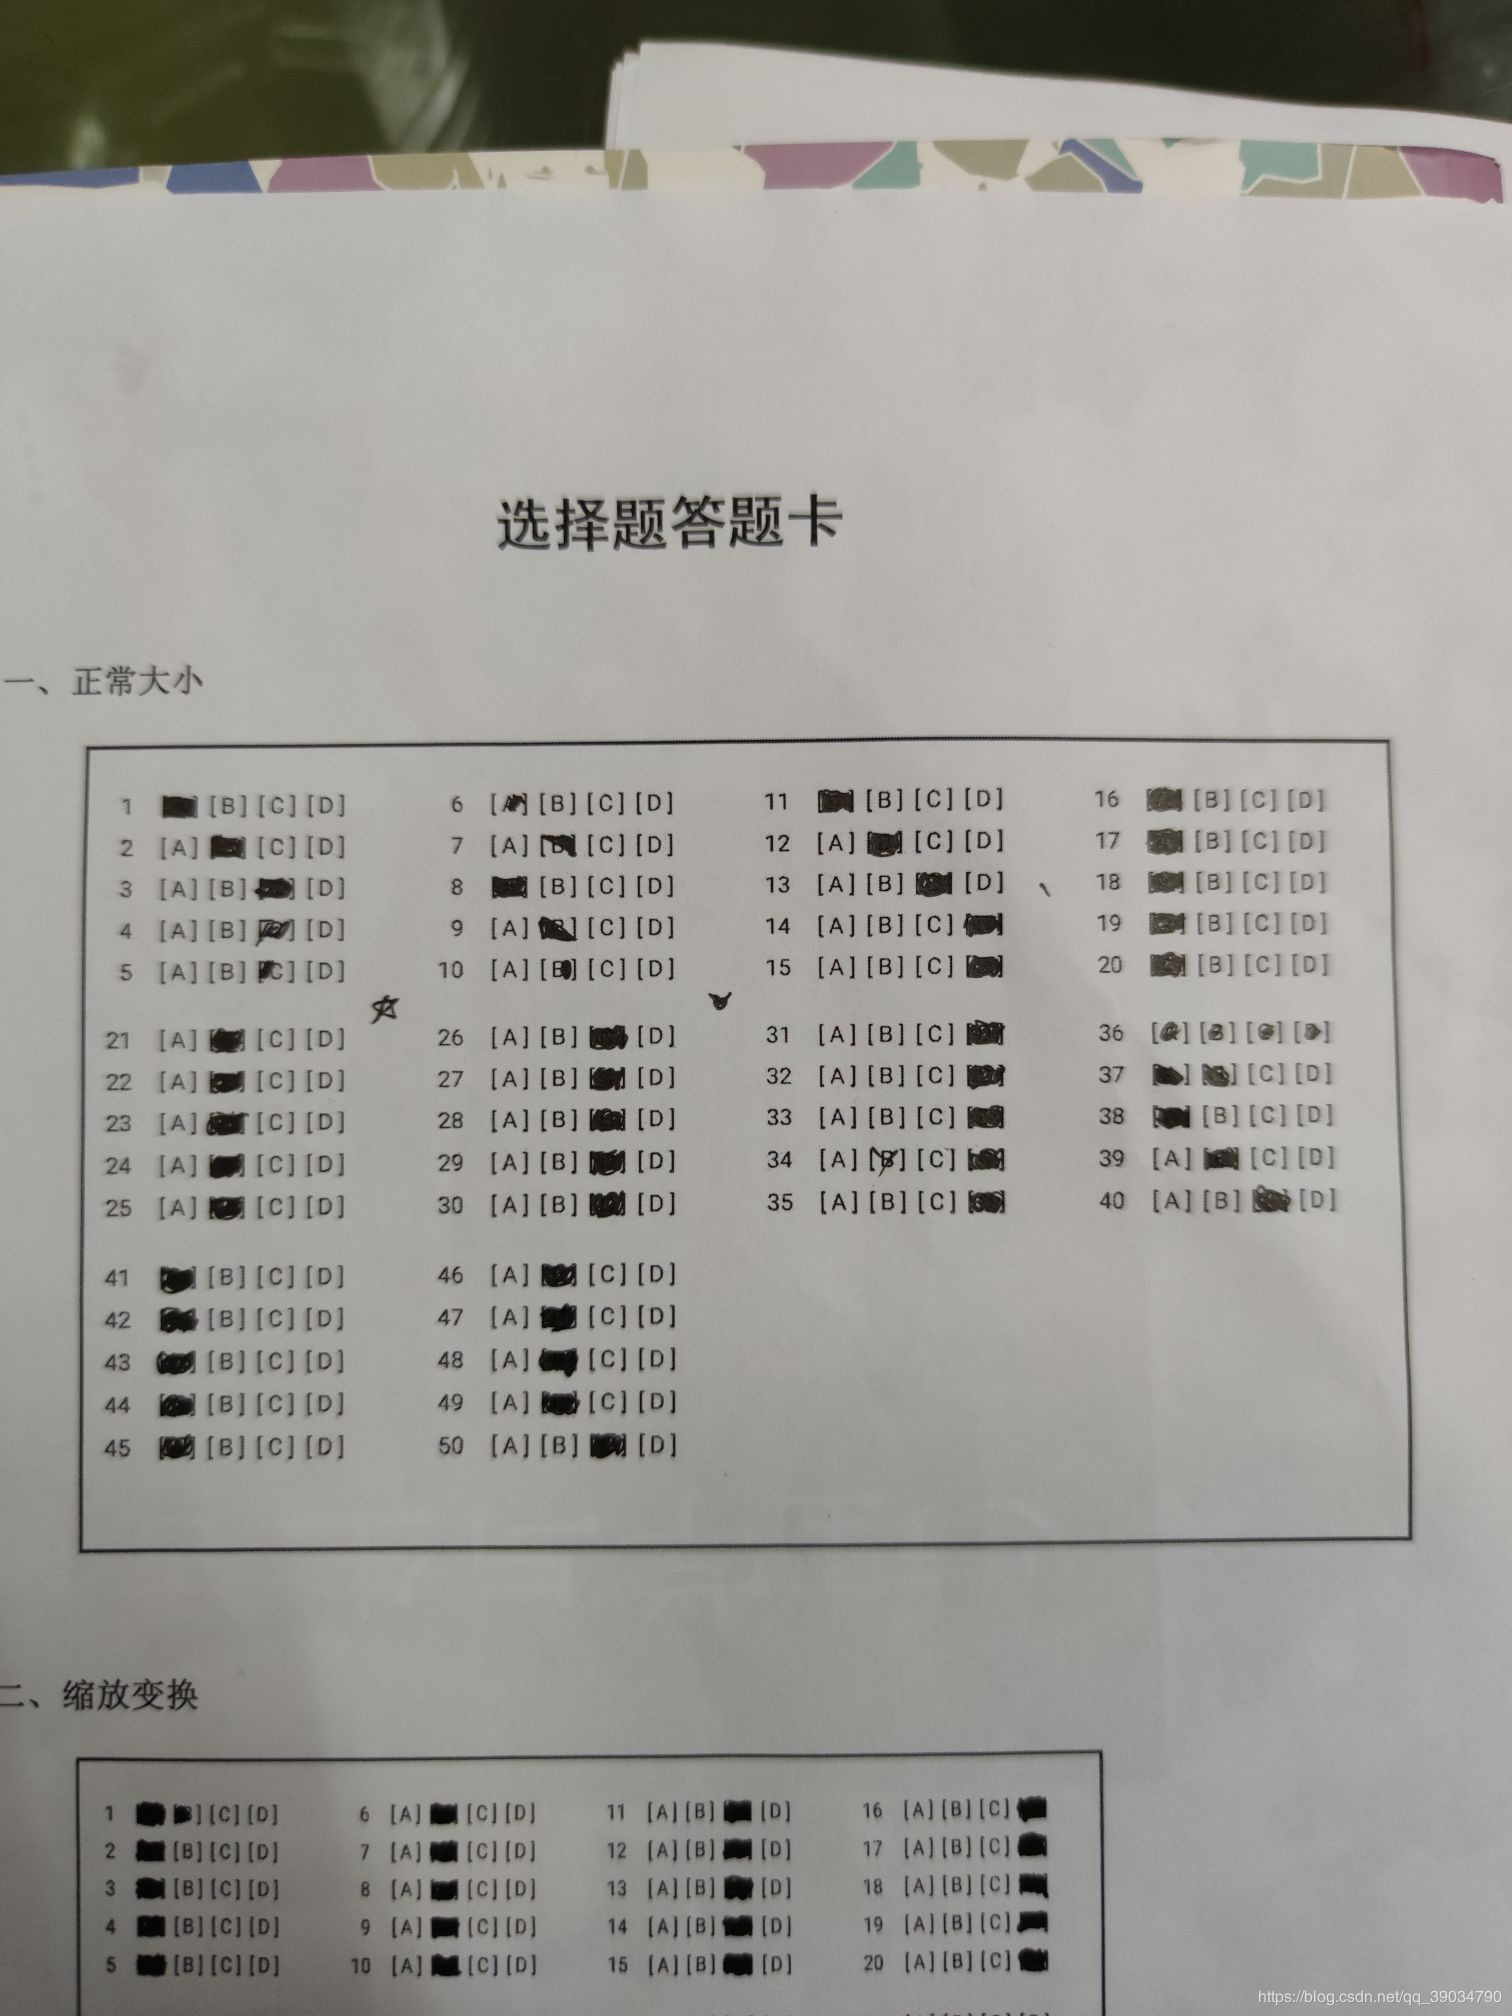 选择题答题卡
一、正常大小
1 [B] [C] [D] 6 [A] [B] [C] [D] 11 [B] [C] [D] 16 [B] [C] [D]
2 [A] [C] [D] 7 [A] [B] [C] [D] 12 [A] [C] [D] 17 [B] [C] [D]
3 [A] [B] [D] 8 [B] [C] [D] 13 [A] [B] [D] 18 [B] [C] [D]
4 [A] [B] [D] 9 [A] [B] [C] [D] 14 [A] [B] [C] 19 [B] [C] [D]
5 [A] [B] [C] [D] 10 [A] [B] [C] [D] 15 [A] [B] [C] 20 [B] [C] [D]
21 [A] [C] [D] 26 [A] [B] [D] 31 [A] [B] [C] 36 [A] [B] [C] [D]
22 [A] [C] [D] 27 [A] [B] [D] 32 [A] [B] [C] 37 [C] [D]
23 [A] [C] [D] 28 [A] [B] [D] 33 [A] [B] [C] 38 [B] [C] [D]
24 [A] [C] [D] 29 [A] [B] [D] 34 [A] [B] [C] 39 [A] [C] [D]
25 [A] [C] [D] 30 [A] [B] [D] 35 [A] [B] [C] 40 [A] [B] [D]
41 [B] [C] [D] 46 [A] [C] [D]
42 [B] [C] [D] 47 [A] [C] [D]
43 [B] [C] [D] 48 [A] [C] [D]
44 [B] [C] [D] 49 [A] [C] [D]
45 [B] [C] [D] 50 [A] [B] [D]
二、缩放变换
1 [B] [C] [D] 6 [A] [C] [D] 11 [A] [B] [D] 16 [A] [B] [C]
2 [B] [C] [D] 7 [A] [C] [D] 12 [A] [B] [D] 17 [A] [B] [C]
3 [B] [C] [D] 8 [A] [C] [D] 13 [A] [B] [D] 18 [A] [B] [C]
4 [B] [C] [D] 9 [A] [C] [D] 14 [A] [B] [D] 19 [A] [B] [C]
5 [B] [C] [D] 10 [A] [C] [D] 15 [A] [B] [D] 20 [A] [B] [C]
https://blog.csdn.net/qq_39034790